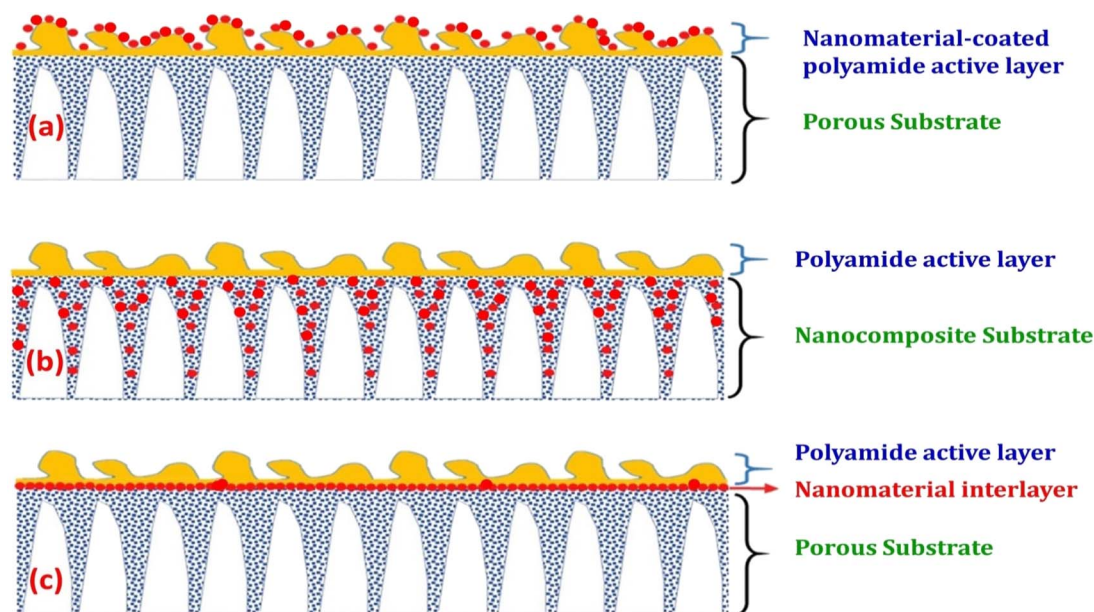 Nanomaterial-coated
polyamide active layer
(a)
Porous Substrate
Polyamide active layer
Nanocomposite Substrate
(b)
Polyamide active layer
Nanomaterial interlayer
Porous Substrate
(c)